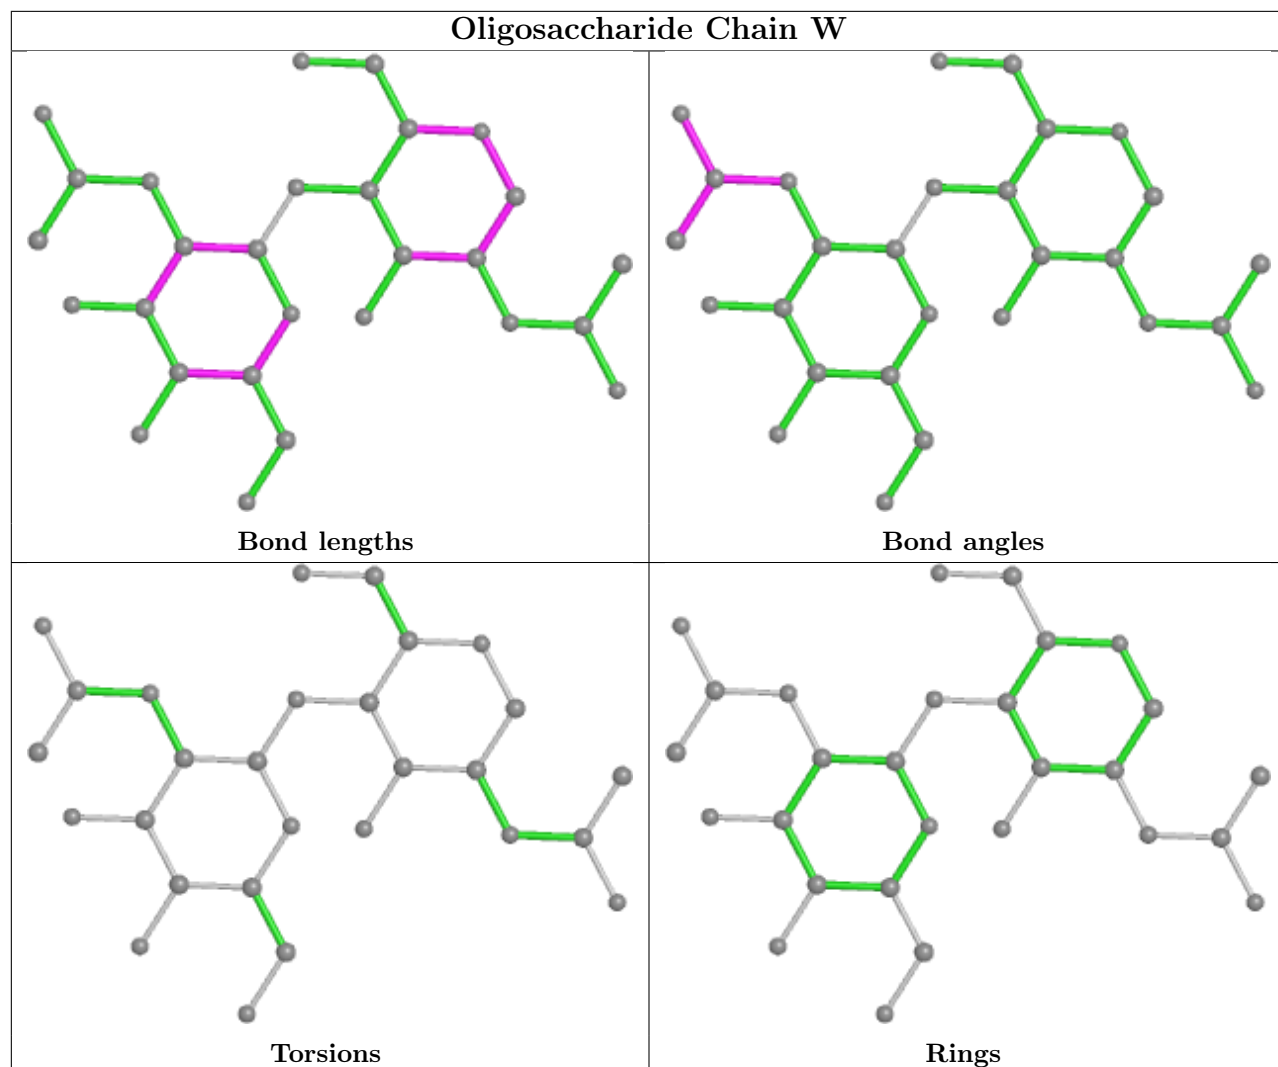 Oligosaccharide Chain W
Bond lengths
Bond angles
Torsions
Rings